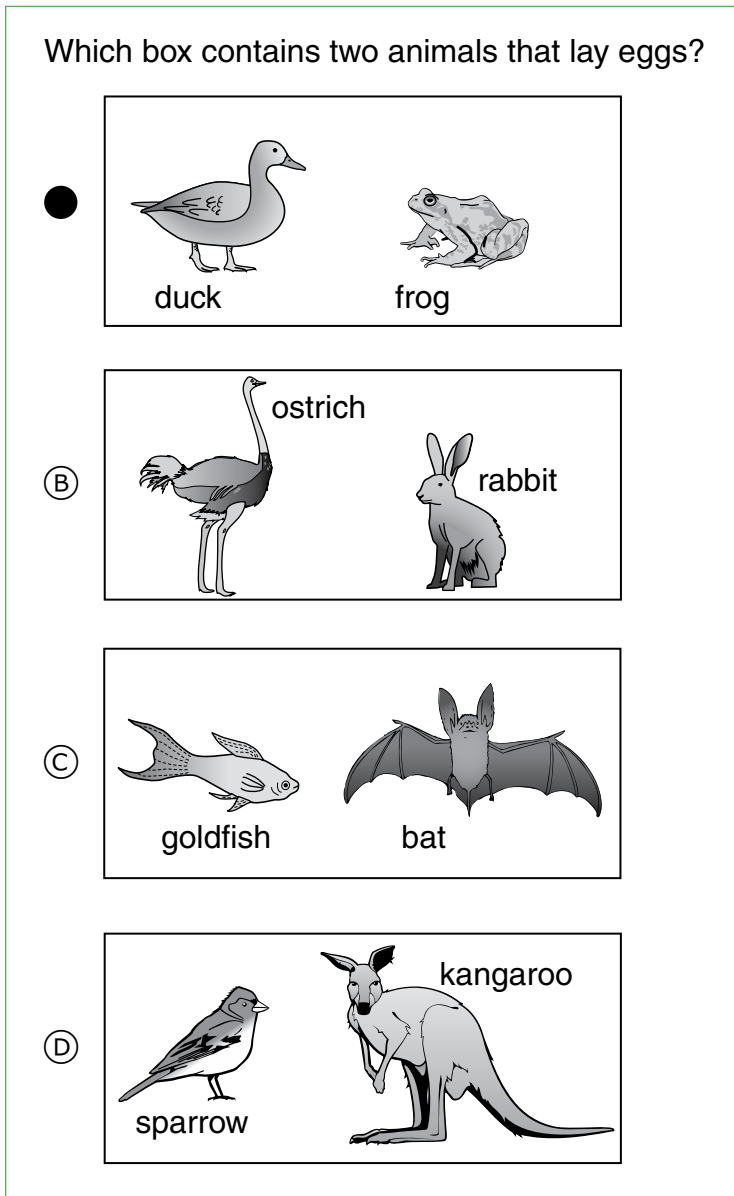 Which box contains two animals that lay eggs?
duck frog
B
ostrich
rabbit
C
goldfish bat
D
kangaroo
sparrow